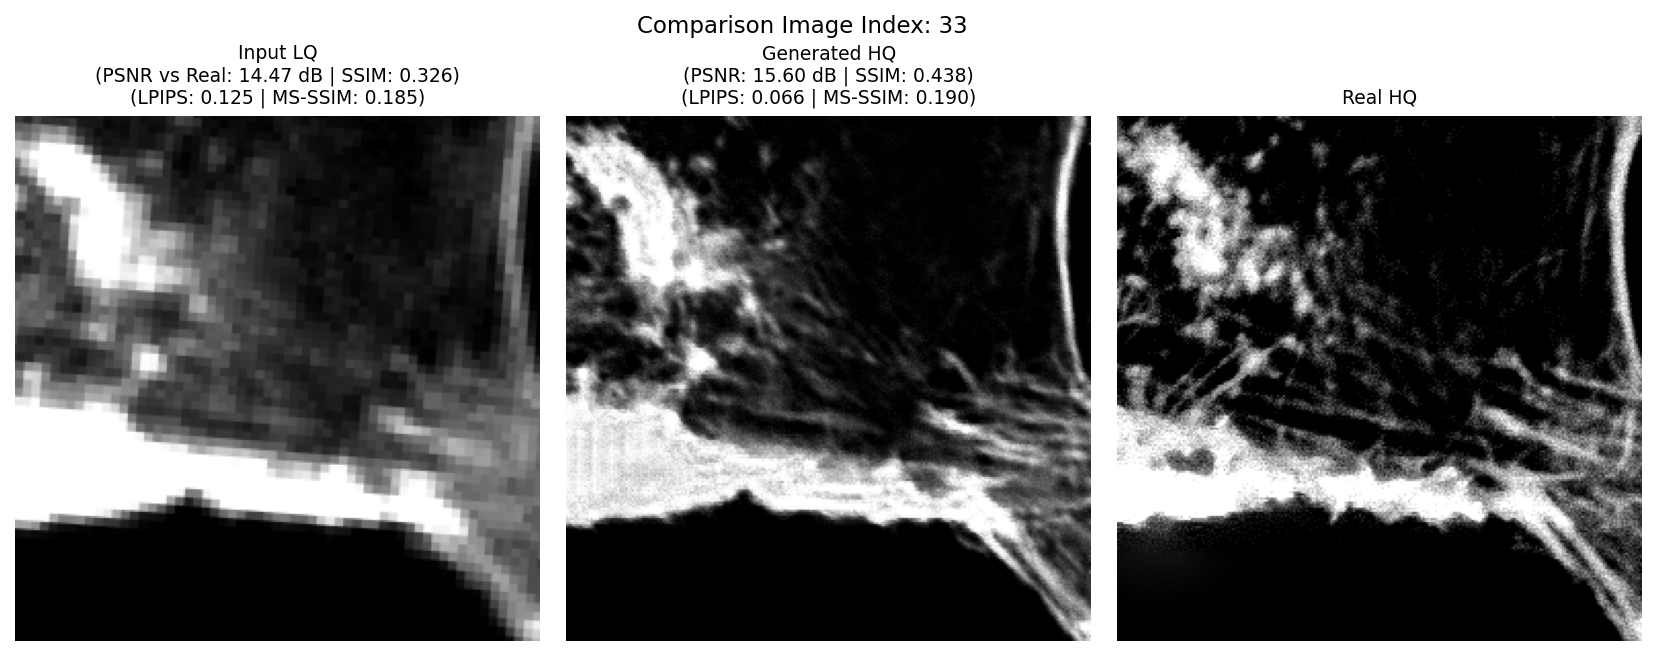 Comparison Image Index: 33
Input LQ
(PSNR vs Real: 14.47 dB | SSIM: 0.326)
(LPIPS: 0.125 | MS-SSIM: 0.185)
Generated HQ
(PSNR: 15.60 dB | SSIM: 0.438)
(LPIPS: 0.066 | MS-SSIM: 0.190)
Real HQ